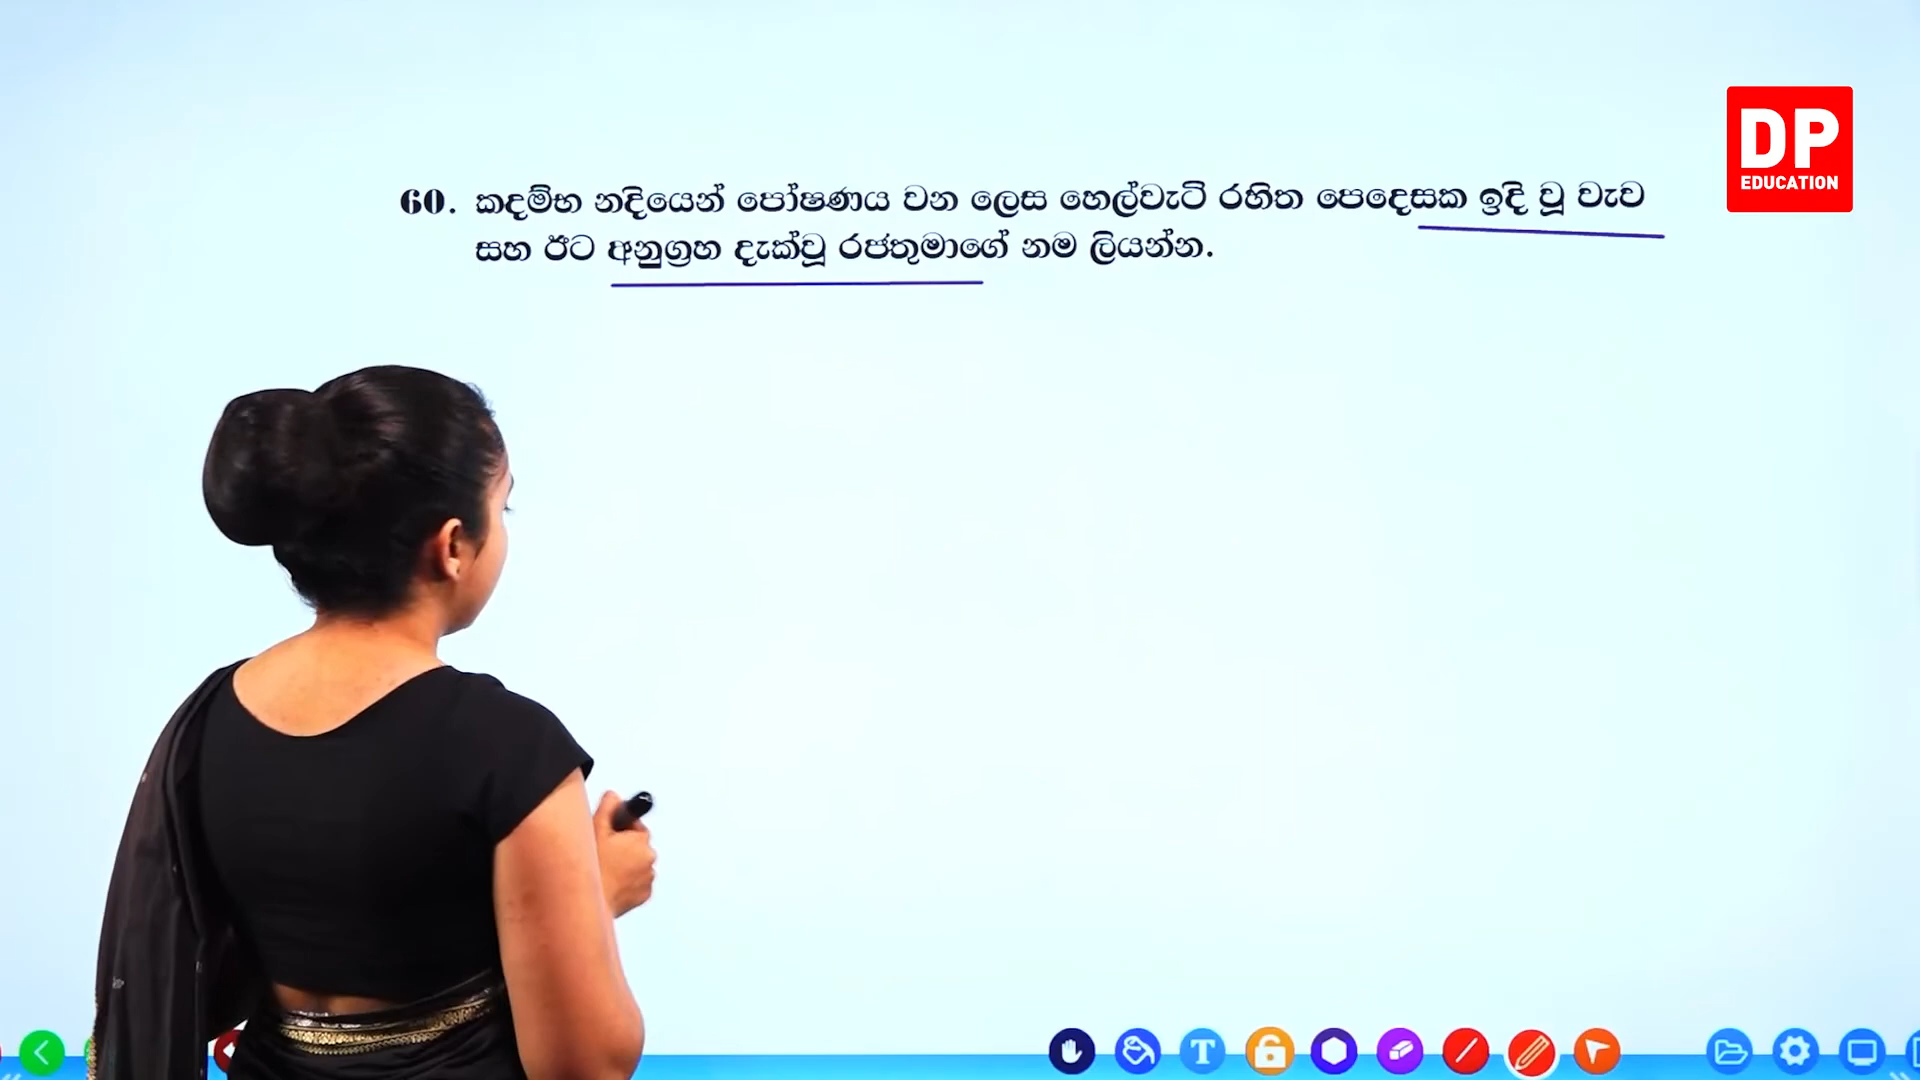 DP
EDUCATION
60. කදම්භ නදියෙන් පෝෂණය වන ලෙස හෙල්වැටි රහිත පෙදෙසක ඉදි වූ වැව
සහ ඊට අනුග්‍රහ දැක්වූ රජතුමාගේ නම ලියන්න.